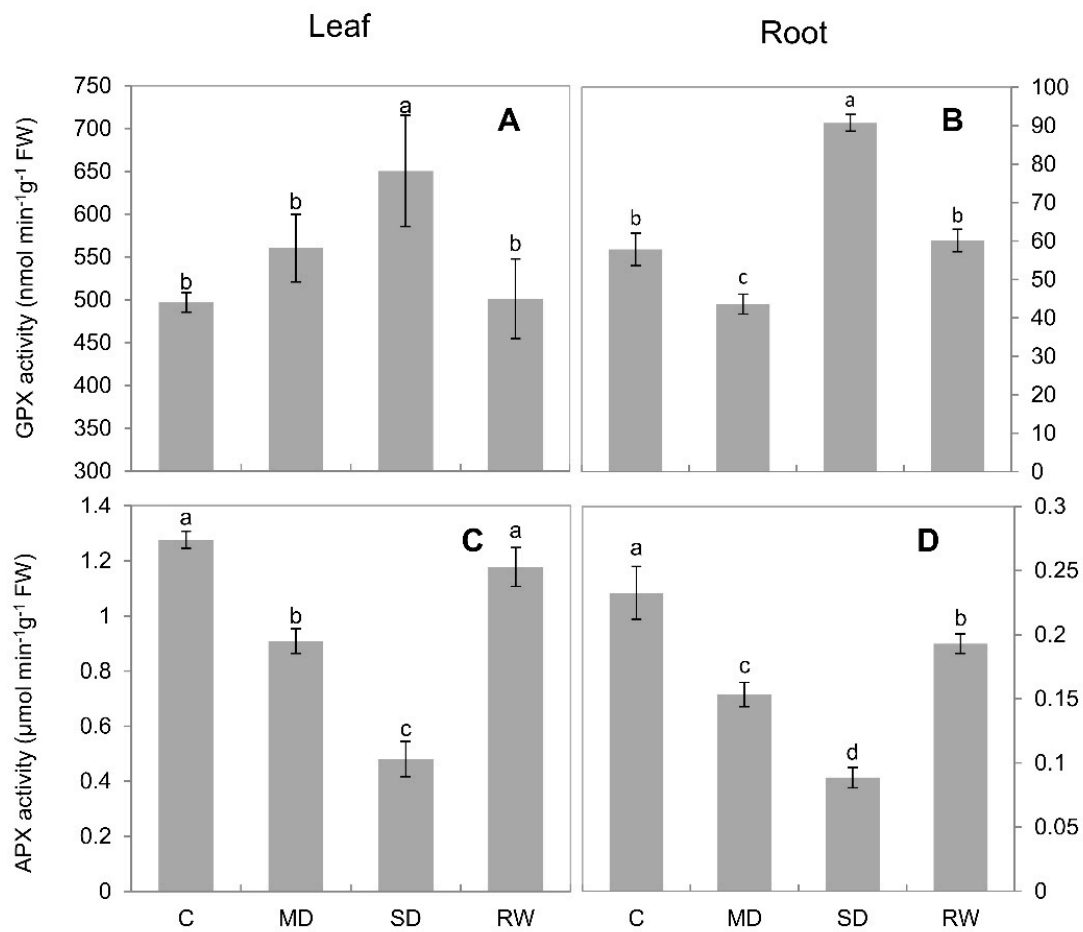 Leaf
Root
GPX activity (nmol min⁻¹g⁻¹ FW)
750
700
650
600
550
500
450
400
350
300
A
b
b
a
b
B
b
c
a
b
100
90
80
70
60
50
40
30
20
10
0
APX activity (µmol min⁻¹g⁻¹ FW)
1.4
1.2
1
0.8
0.6
0.4
0.2
0
C
a
b
c
a
D
a
c
d
b
0.3
0.25
0.2
0.15
0.1
0.05
0
C MD SD RW
C MD SD RW